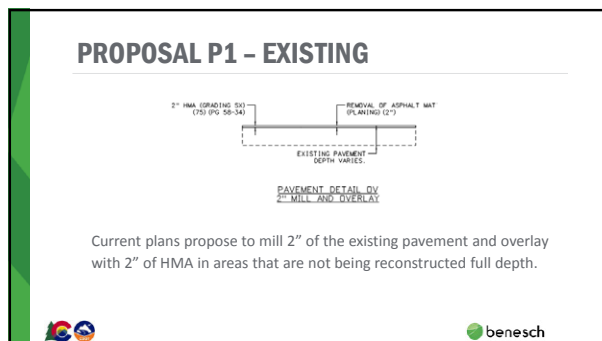 PROPOSAL P1 – EXISTING
2" HMA (GRADING SX)
(75) (PG 58-34)
REMOVAL OF ASPHALT MAT
(PLANING) (2")
EXISTING PAVEMENT
DEPTH VARIES.
PAVEMENT DETAIL OV
2" MILL AND OVERLAY
Current plans propose to mill 2” of the existing pavement and overlay
with 2” of HMA in areas that are not being reconstructed full depth.
benesch